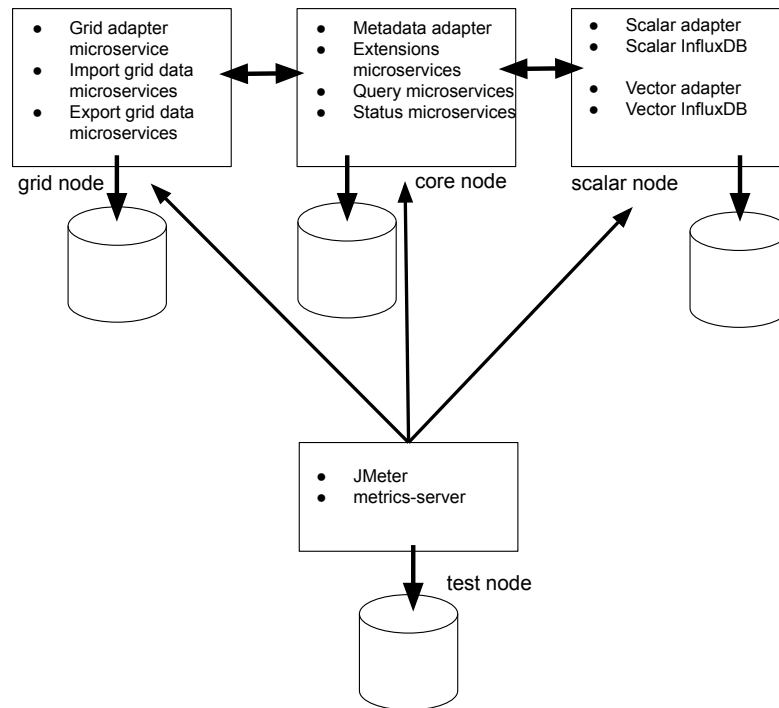 ● Grid adapter
microservice
● Import grid data
microservices
● Export grid data
microservices
grid node
● Metadata adapter
● Extensions
microservices
● Query microservices
● Status microservices
core node
● Scalar adapter
● Scalar InfluxDB
● Vector adapter
● Vector InfluxDB
scalar node
● JMeter
● metrics-server
test node